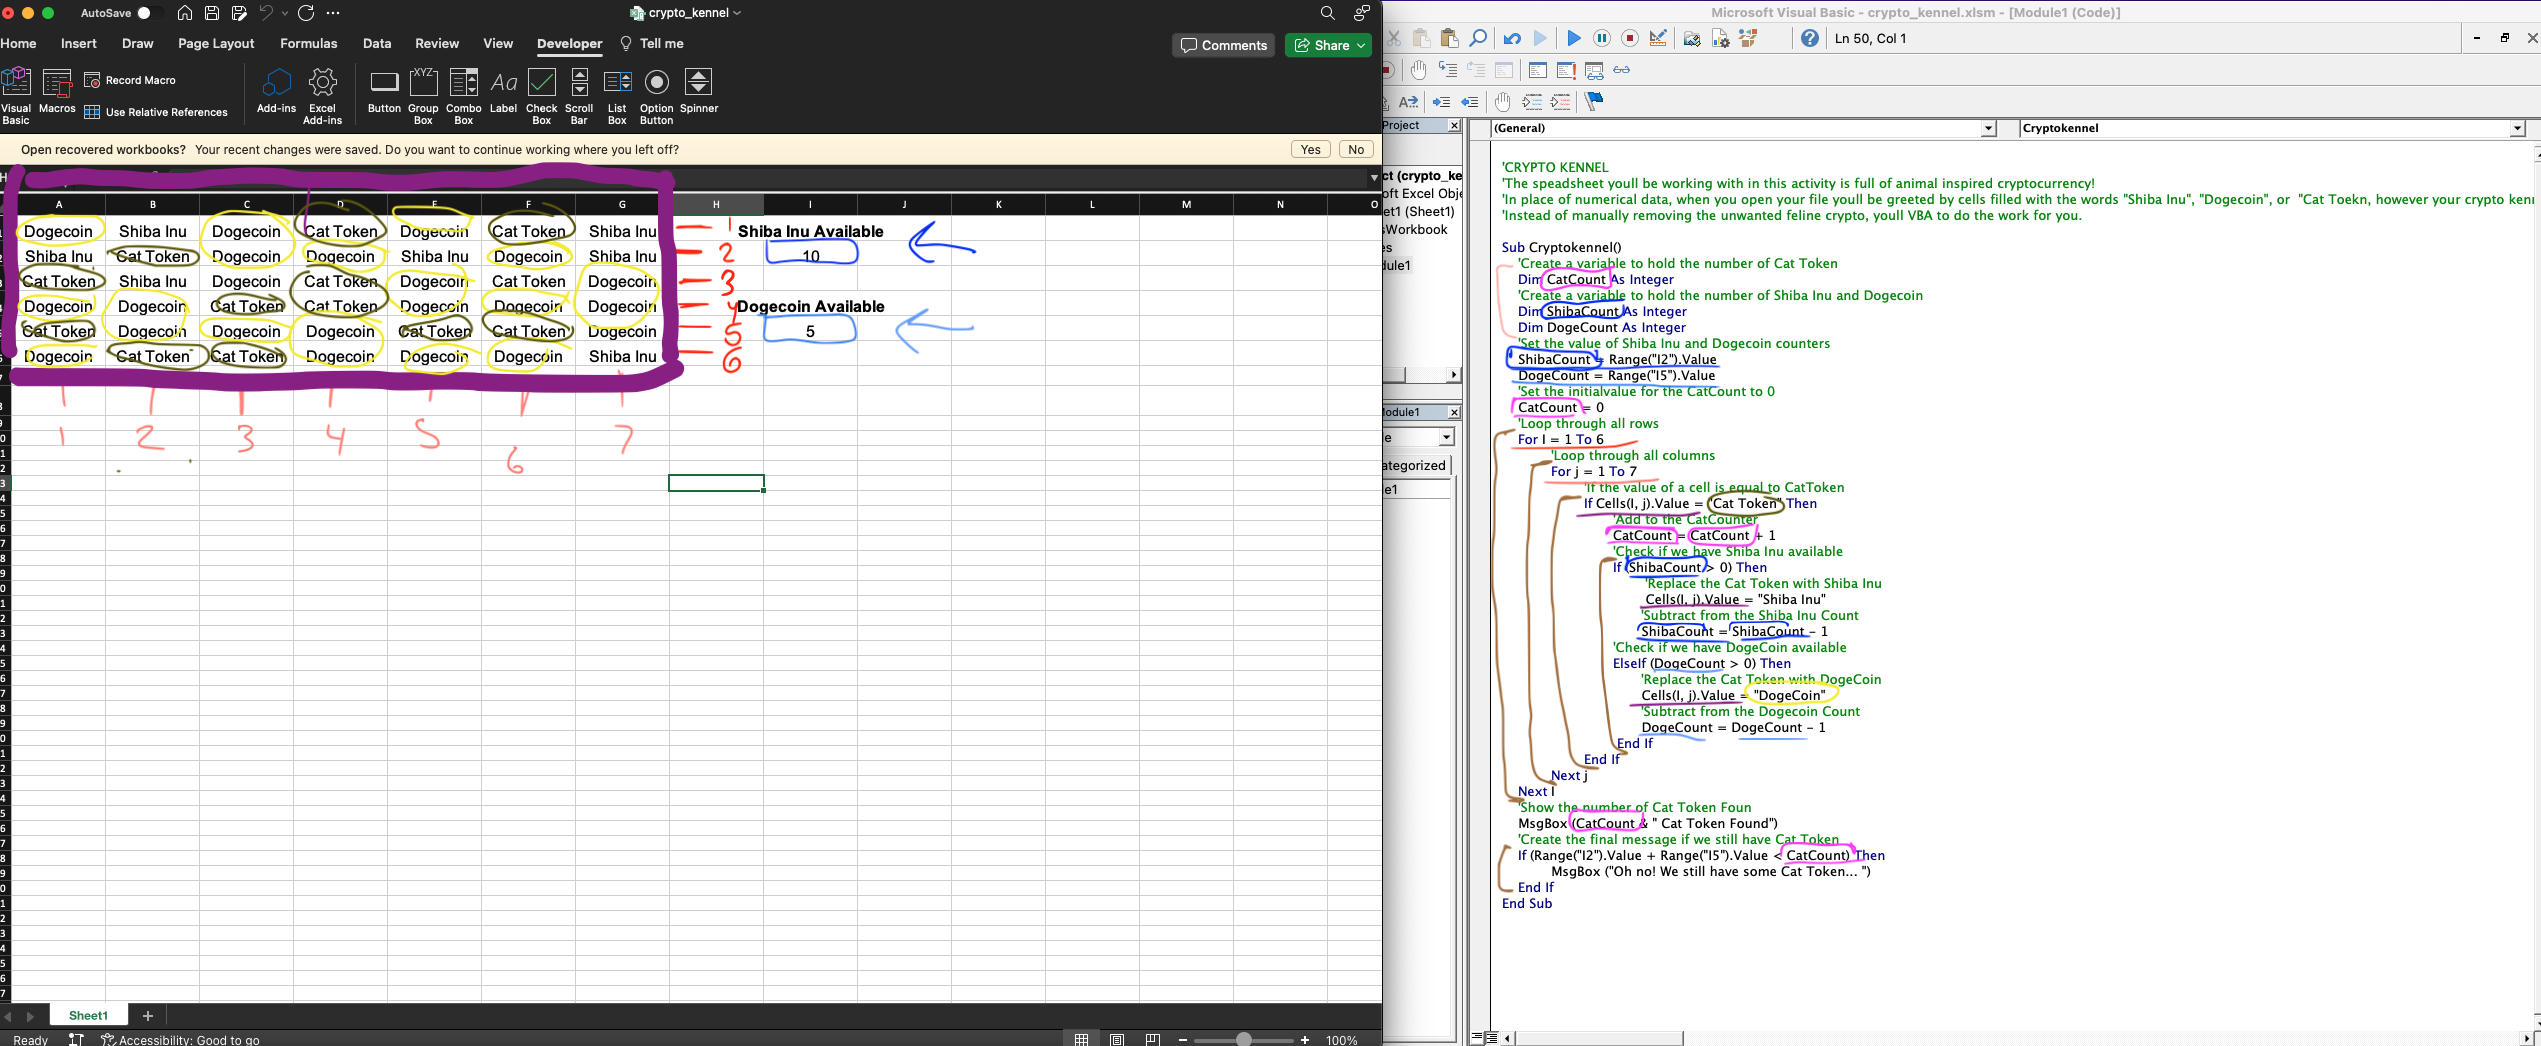 AutoSave
crypto_kennel
Home Insert Draw Page Layout Formulas Data Review View Developer Tell me
Comments Share
Visual Basic
Macros
Record Macro
Use Relative References
Add-ins
Excel Add-ins
Button
Group Box
Combo Box
Label
Check Box
Scroll Bar
List Box
Option Button
Spinner
Open recovered workbooks? Your recent changes were saved. Do you want to continue working where you left off? Yes No
A B C D E F G H I J K L M N O
Dogecoin Shiba Inu Dogecoin Cat Token Dogecoin Cat Token Shiba Inu 1 Shiba Inu Available
Shiba Inu Cat Token Dogecoin Dogecoin Shiba Inu Dogecoin Shiba Inu 2 10
Cat Token Shiba Inu Dogecoin Cat Token Dogecoin Cat Token Dogecoin 3
Dogecoin Dogecoin Cat Token Cat Token Dogecoin Dogecoin Dogecoin 4 Dogecoin Available
Cat Token Dogecoin Dogecoin Dogecoin Cat Token Cat Token Dogecoin 5 5
Dogecoin Cat Token Cat Token Dogecoin Dogecoin Dogecoin Shiba Inu 6
1 2 3 4 5 6 7
Sheet1
Ready Accessibility: Good to go 100%
Microsoft Visual Basic - crypto_kennel.xlsm - [Module1 (Code)]
Ln 50, Col 1
Project
ct (crypto_ke
oft Excel Obje
et1 (Sheet1)
sWorkbook
es
dule1
odule1
e
ategorized
e1
(General) Cryptokennel
'CRYPTO KENNEL
'The speadsheet youll be working with in this activity is full of animal inspired cryptocurrency!
'In place of numerical data, when you open your file youll be greeted by cells filled with the words "Shiba Inu", "Dogecoin", or "Cat Toekn, however your crypto kenn
'Instead of manually removing the unwanted feline crypto, youll VBA to do the work for you.
Sub Cryptokennel()
'Create a variable to hold the number of Cat Token
Dim CatCount As Integer
'Create a variable to hold the number of Shiba Inu and Dogecoin
Dim ShibaCount As Integer
Dim DogeCount As Integer
'Set the value of Shiba Inu and Dogecoin counters
ShibaCount = Range("I2").Value
DogeCount = Range("I5").Value
'Set the initialvalue for the CatCount to 0
CatCount = 0
'Loop through all rows
For I = 1 To 6
'Loop through all columns
For j = 1 To 7
'If the value of a cell is equal to CatToken
If Cells(I, j).Value = "Cat Token" Then
'Add to the CatCounter
CatCount = CatCount + 1
'Check if we have Shiba Inu available
If (ShibaCount > 0) Then
'Replace the Cat Token with Shiba Inu
Cells(I, j).Value = "Shiba Inu"
'Subtract from the Shiba Inu Count
ShibaCount = ShibaCount - 1
'Check if we have DogeCoin available
ElseIf (DogeCount > 0) Then
'Replace the Cat Token with DogeCoin
Cells(I, j).Value = "DogeCoin"
'Subtract from the Dogecoin Count
DogeCount = DogeCount - 1
End If
End If
Next j
Next I
'Show the number of Cat Token Foun
MsgBox (CatCount & " Cat Token Found")
'Create the final message if we still have Cat Token
If (Range("I2").Value + Range("I5").Value < CatCount) Then
MsgBox ("Oh no! We still have some Cat Token... ")
End If
End Sub